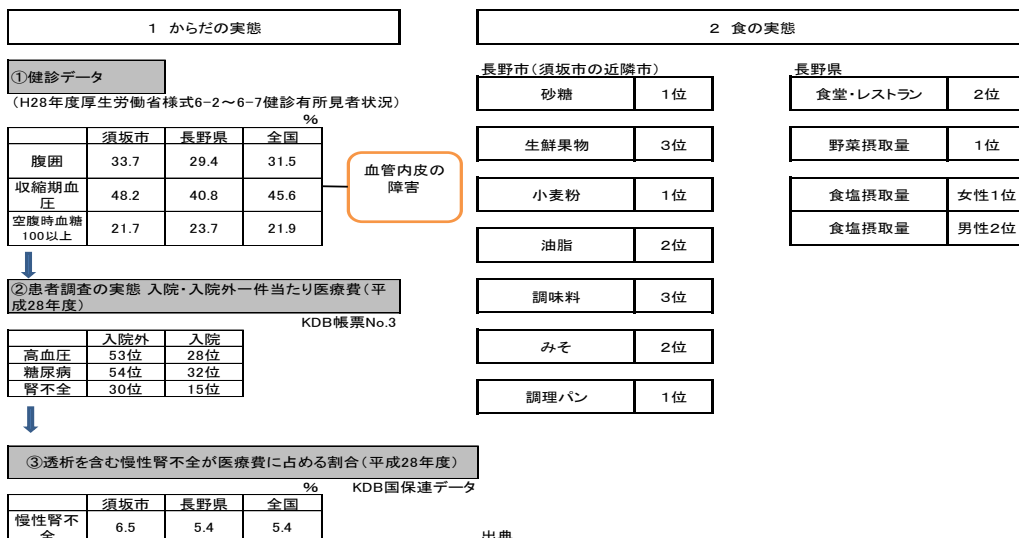 1 からだの実態
①健診データ
(H28年度厚生労働省様式6-2～6-7健診有所見者状況)
%
須坂市 長野県 全国
腹囲 33.7 29.4 31.5
収縮期血
圧 48.2 40.8 45.6
空腹時血糖
100以上 21.7 23.7 21.9
血管内皮の
障害
②患者調査の実態 入院・入院外一件当たり医療費(平
成28年度)
KDB帳票No.3
入院外 入院
高血圧 53位 28位
糖尿病 54位 32位
腎不全 30位 15位
③透析を含む慢性腎不全が医療費に占める割合(平成28年度)
% KDB国保連データ
須坂市 長野県 全国
慢性腎不
全 6.5 5.4 5.4
2 食の実態
長野市(須坂市の近隣市)
砂糖 1位
生鮮果物 3位
小麦粉 1位
油脂 2位
調味料 3位
みそ 2位
調理パン 1位
長野県
食堂・レストラン 2位
野菜摂取量 1位
食塩摂取量 女性1位
食塩摂取量 男性2位
出典